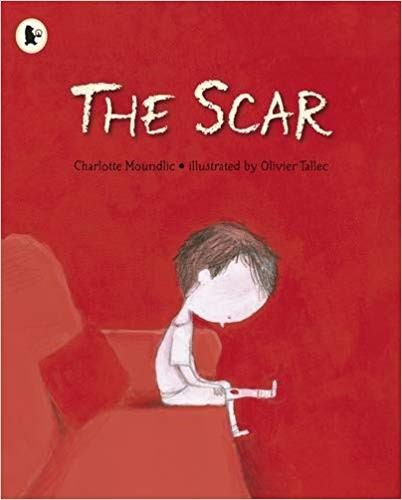 THE SCAR
Charlotte Moundlic • illustrated by Olivier Tallec